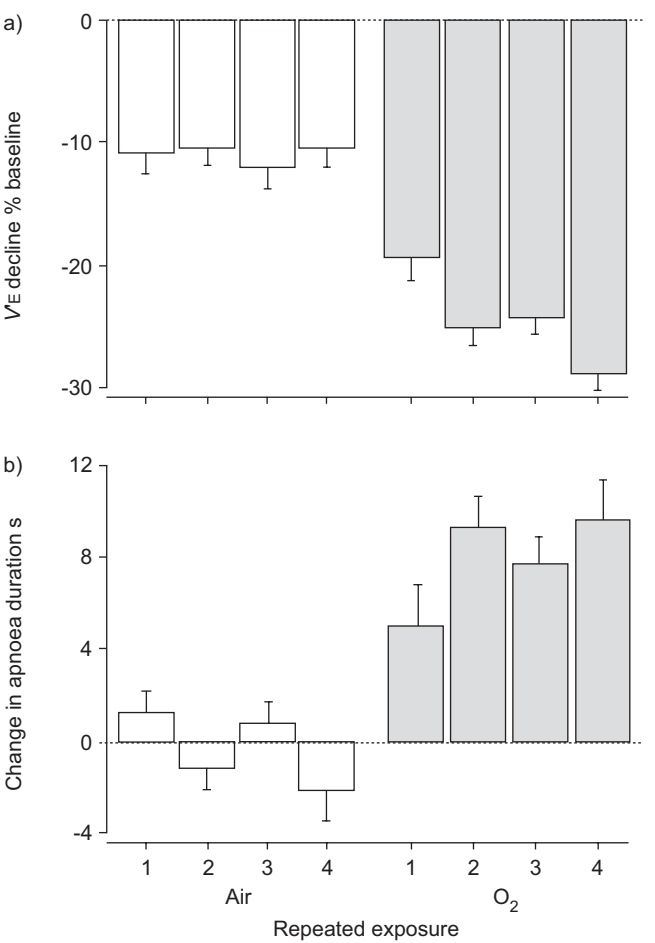 a)
V'E decline % baseline
0
-10
-20
-30
b)
Change in apnoea duration s
12
8
4
0
-4
1 2 3 4 1 2 3 4
Air O₂
Repeated exposure